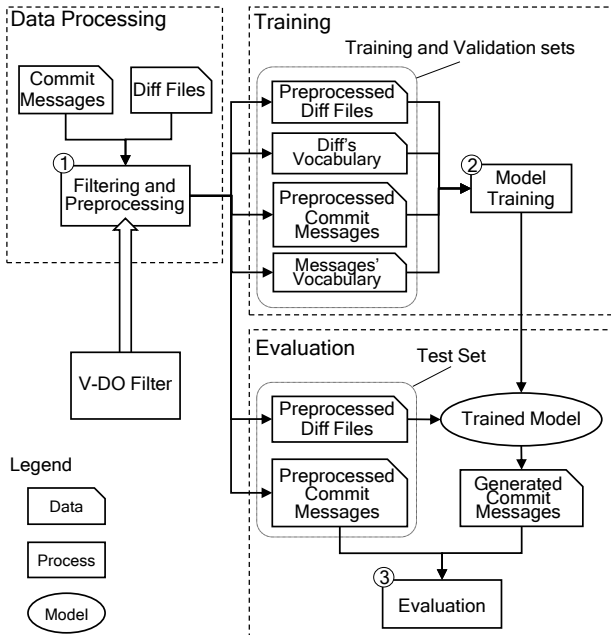 Data Processing
Commit
Messages
Diff Files
1
Filtering and
Preprocessing
V-DO Filter
Legend
Data
Process
Model
Training
Training and Validation sets
Preprocessed
Diff Files
Diff's
Vocabulary
Preprocessed
Commit
Messages
Messages'
Vocabulary
2
Model
Training
Evaluation
Test Set
Preprocessed
Diff Files
Trained Model
Preprocessed
Commit
Messages
Generated
Commit
Messages
3
Evaluation